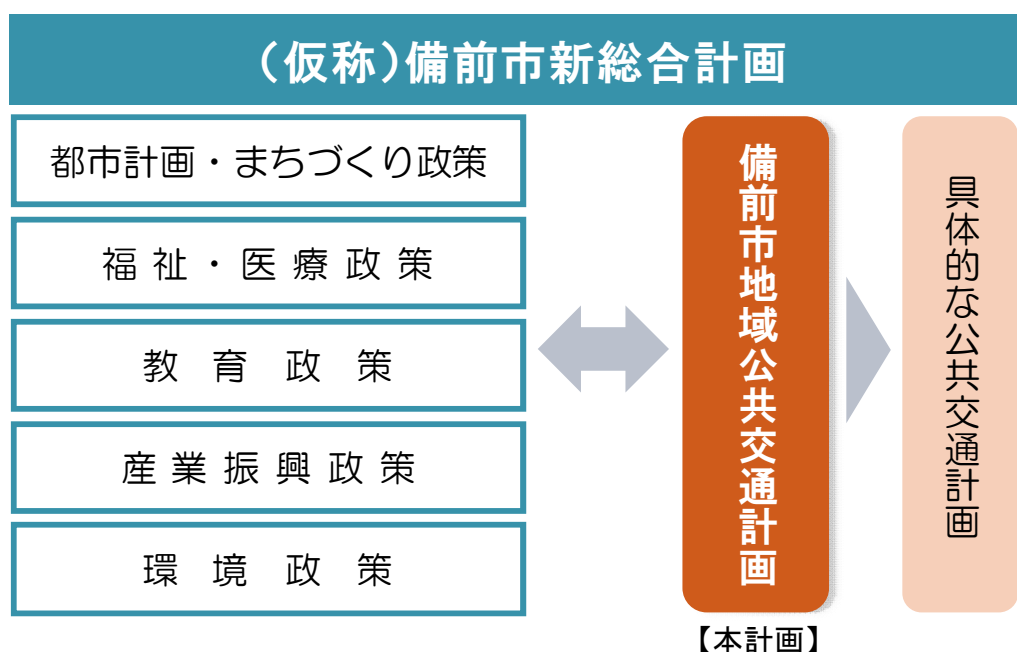 （仮称）備前市新総合計画
都市計画・まちづくり政策
福祉・医療政策
教育政策
産業振興政策
環境政策
備前市地域公共交通計画
【本計画】
具体的な公共交通計画